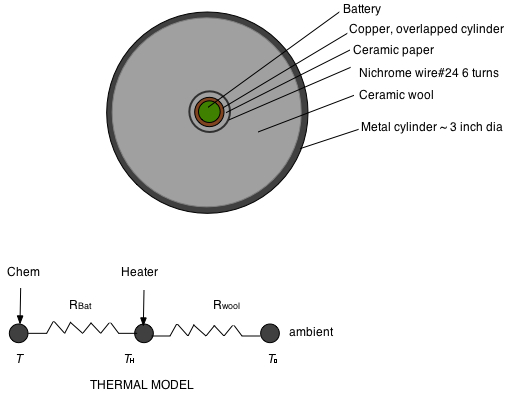 Battery
Copper, overlapped cylinder
Ceramic paper
Nichrome wire#24 6 turns
Ceramic wool
Metal cylinder ~ 3 inch dia
Chem
Heater
RBat
Rwool
ambient
T
TH
Ta
THERMAL MODEL